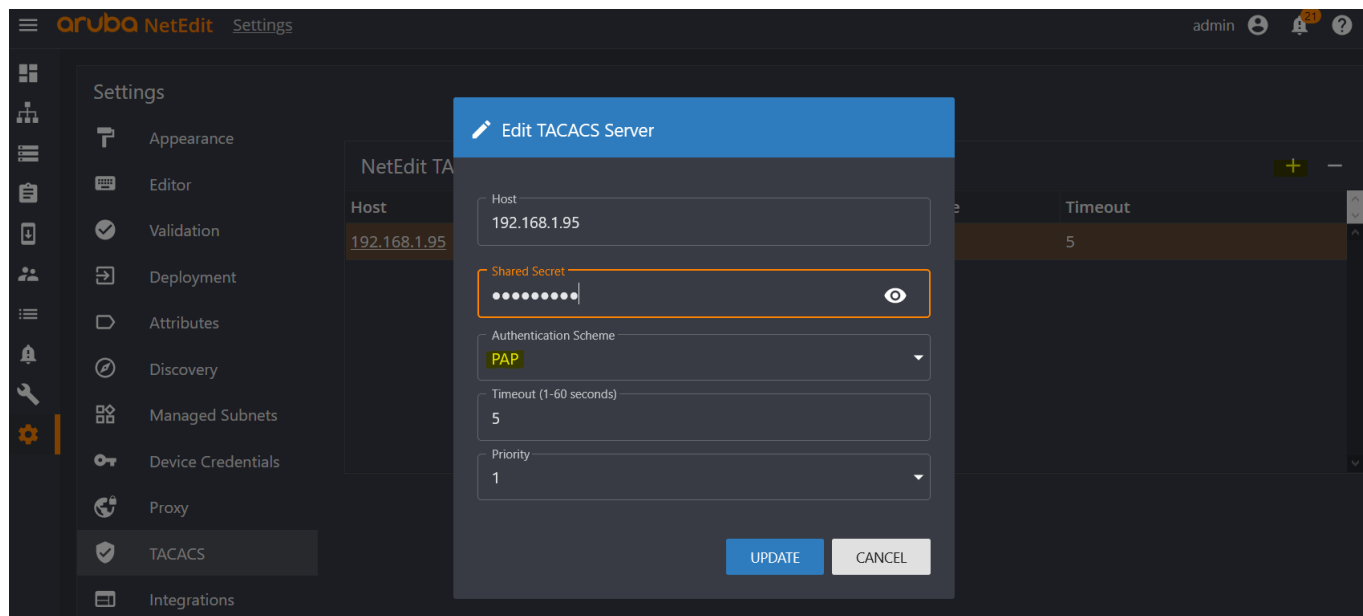 aruba NetEdit Settings
admin
21
Settings
Appearance
Editor
Validation
Deployment
Attributes
Discovery
Managed Subnets
Device Credentials
Proxy
TACACS
Integrations
NetEdit TA
Host
e
Timeout
192.168.1.95
5
Edit TACACS Server
Host
192.168.1.95
Shared Secret
•••••••••
Authentication Scheme
PAP
Timeout (1-60 seconds)
5
Priority
1
UPDATE
CANCEL